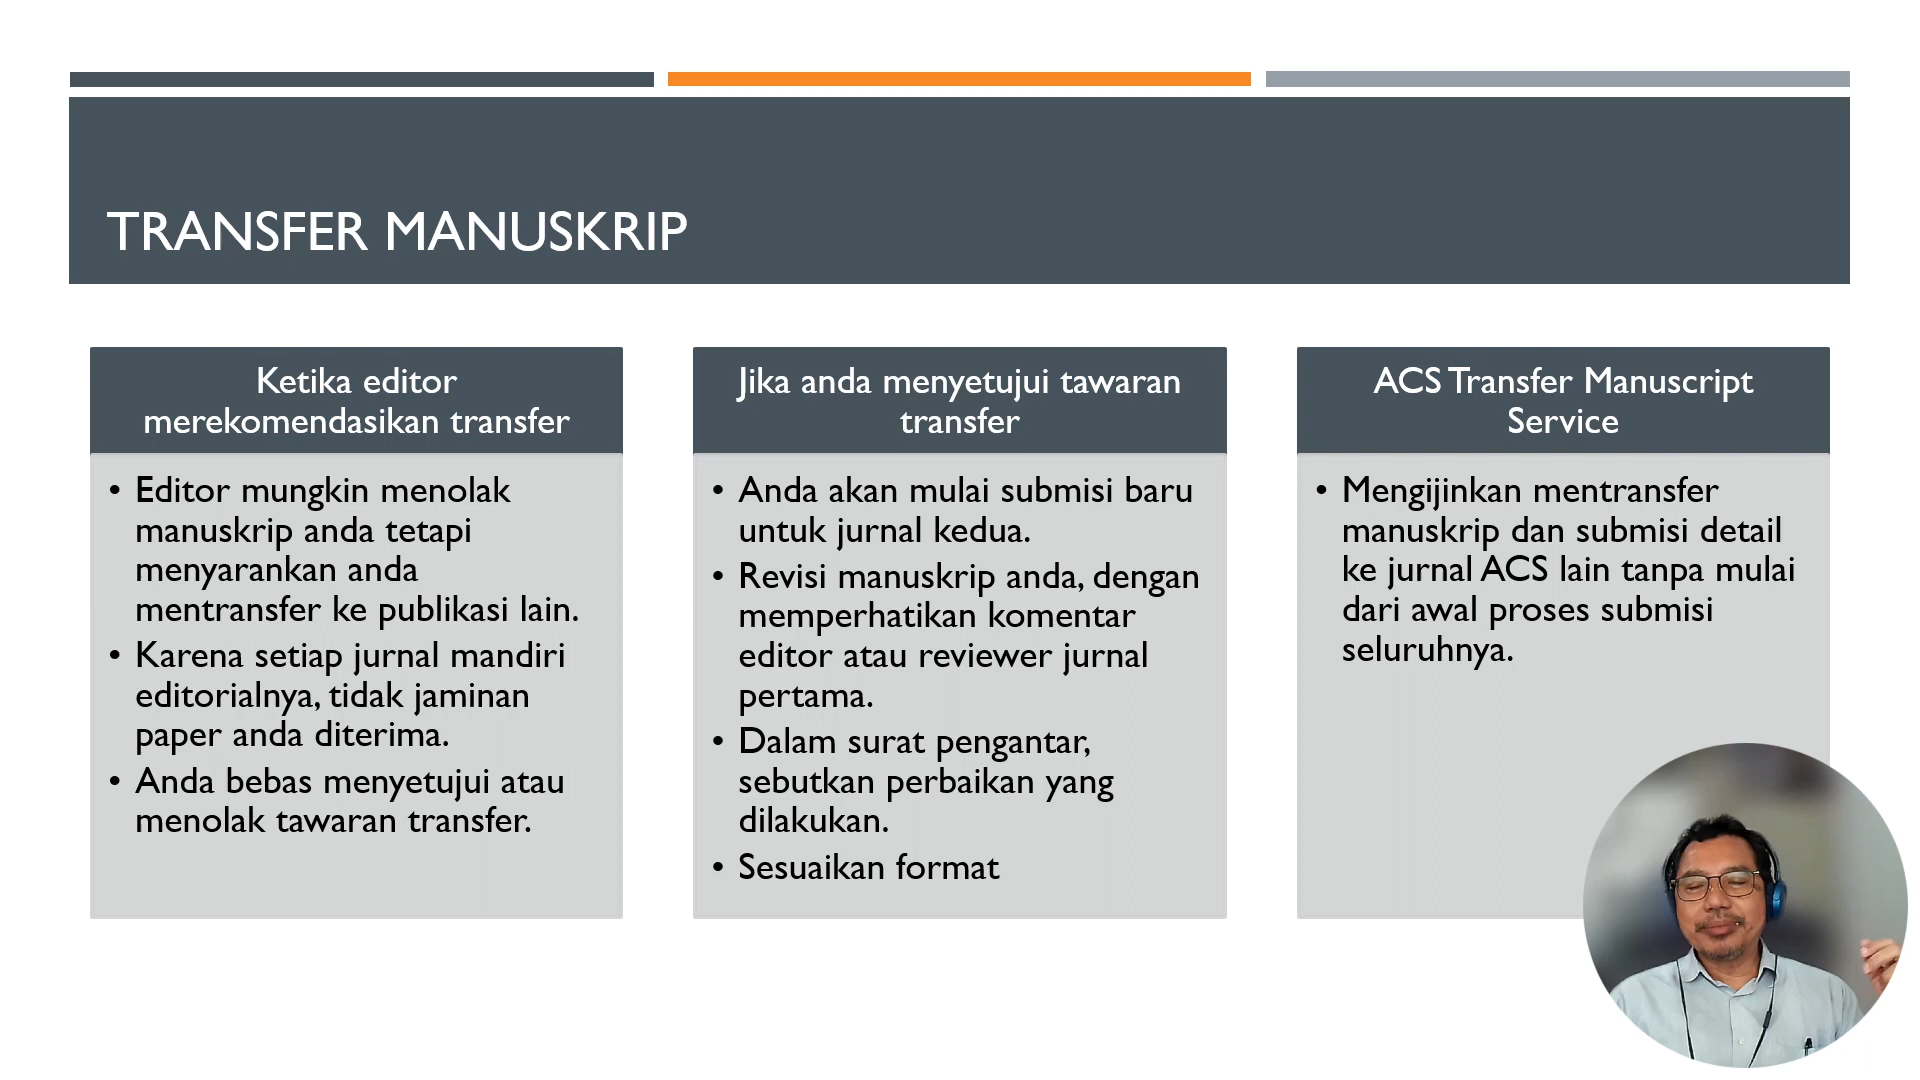 TRANSFER MANUSKRIP
Ketika editor
merekomendasikan transfer
• Editor mungkin menolak
manuskrip anda tetapi
menyarankan anda
mentransfer ke publikasi lain.
• Karena setiap jurnal mandiri
editorialnya, tidak jaminan
paper anda diterima.
• Anda bebas menyetujui atau
menolak tawaran transfer.
Jika anda menyetujui tawaran
transfer
• Anda akan mulai submisi baru
untuk jurnal kedua.
• Revisi manuskrip anda, dengan
memperhatikan komentar
editor atau reviewer jurnal
pertama.
• Dalam surat pengantar,
sebutkan perbaikan yang
dilakukan.
• Sesuaikan format
ACS Transfer Manuscript
Service
• Mengijinkan mentransfer
manuskrip dan submisi detail
ke jurnal ACS lain tanpa mulai
dari awal proses submisi
seluruhnya.